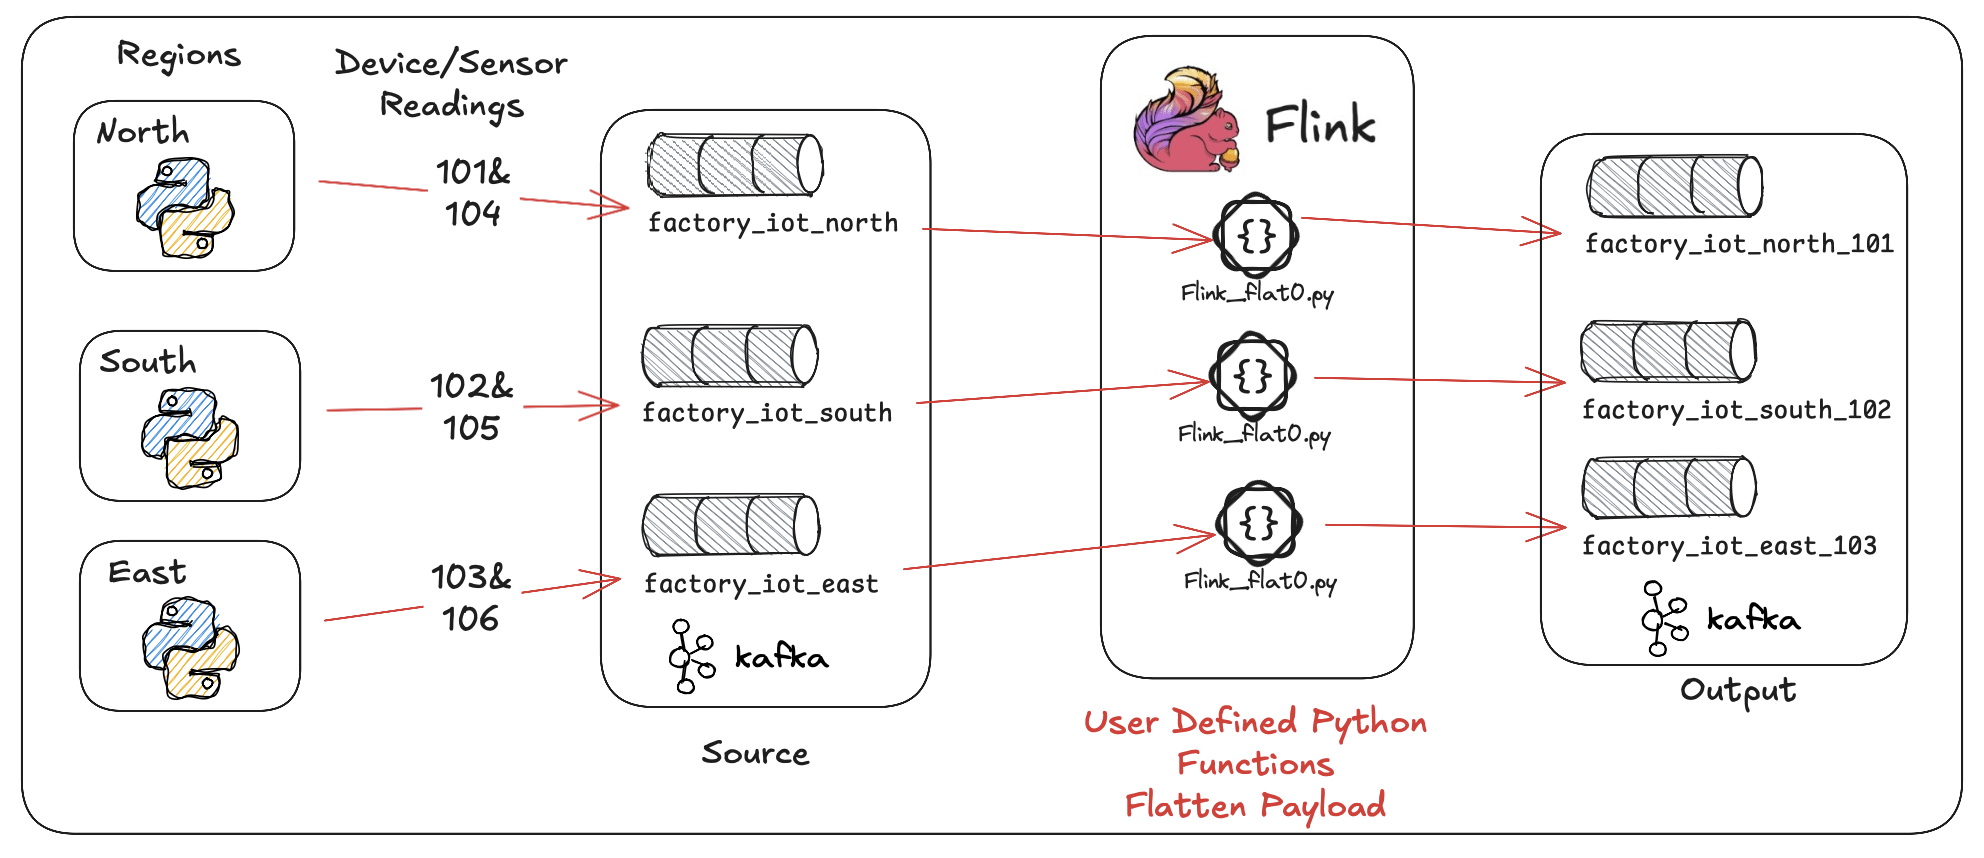 Regions
Device/Sensor
Readings
North
101&
104
factory_iot_north
South
102&
105
factory_iot_south
East
103&
106
factory_iot_east
kafka
Source
Flink
{}
Flink_flat0.py
{}
Flink_flat0.py
{}
Flink_flat0.py
User Defined Python
Functions
Flatten Payload
factory_iot_north_101
factory_iot_south_102
factory_iot_east_103
kafka
Output